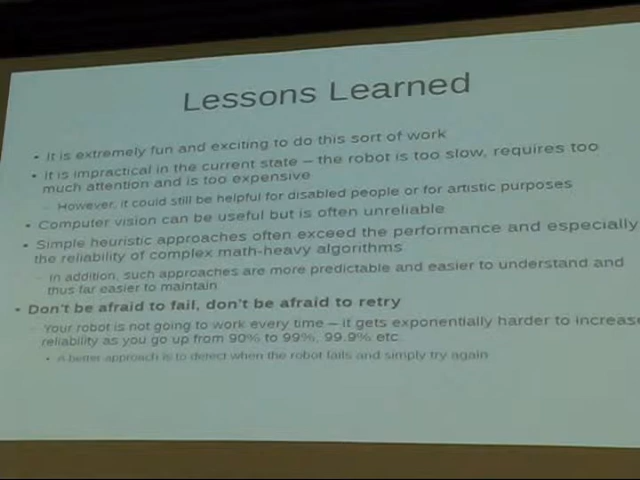 Lessons Learned
• It is extremely fun and exciting to do this sort of work
• It is impractical in the current state – the robot is too slow, requires too
much attention and is too expensive
– However, it could still be helpful for disabled people or for artistic purposes
• Computer vision can be useful but is often unreliable
• Simple heuristic approaches often exceed the performance and especially
the reliability of complex math-heavy algorithms
– In addition, such approaches are more predictable and easier to understand and
thus far easier to maintain
• Don't be afraid to fail, don't be afraid to retry
– Your robot is not going to work every time – it gets exponentially harder to increase
reliability as you go up from 90% to 99%, 99.9% etc.
• A better approach is to detect when the robot fails and simply try again